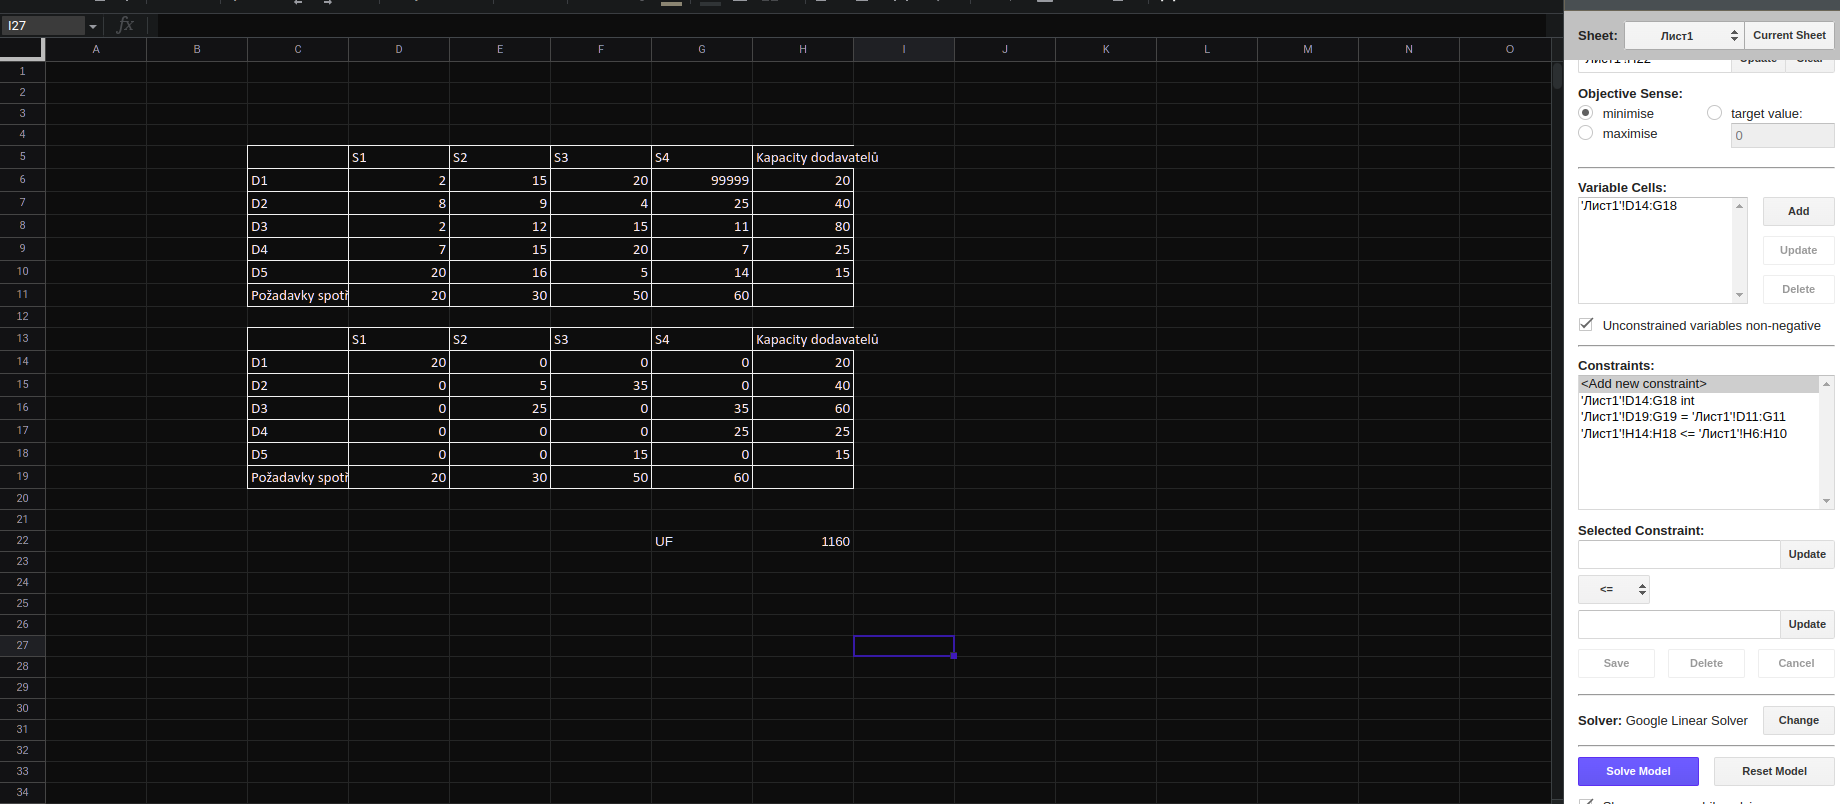 I27
fx
Sheet: Лист1 Current Sheet
A B C D E F G H I J K L M N O
Objective Sense:
minimise
target value:
maximise
0
Variable Cells:
'Лист1'!D14:G18
Add
Update
Delete
Unconstrained variables non-negative
Constraints:
<Add new constraint>
'Лист1'!D14:G18 int
'Лист1'!D19:G19 = 'Лист1'!D11:G11
'Лист1'!H14:H18 <= 'Лист1'!H6:H10
Selected Constraint:
Update
<=
Update
Save Delete Cancel
Solver: Google Linear Solver Change
Solve Model Reset Model
1
2
3
4
5 S1 S2 S3 S4 Kapacity dodavatelů
6 D1 2 15 20 99999 20
7 D2 8 9 4 25 40
8 D3 2 12 15 11 80
9 D4 7 15 20 7 25
10 D5 20 16 5 14 15
11 Požadavky spotř 20 30 50 60
12
13 S1 S2 S3 S4 Kapacity dodavatelů
14 D1 20 0 0 0 20
15 D2 0 5 35 0 40
16 D3 0 25 0 35 60
17 D4 0 0 0 25 25
18 D5 0 0 15 0 15
19 Požadavky spotř 20 30 50 60
20
21
22 UF 1160
23
24
25
26
27
28
29
30
31
32
33
34